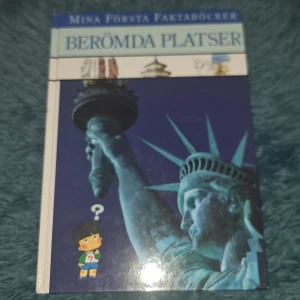 MINA FÖRSTA FAKTABÖCKER
BERÖMDA PLATSER
?